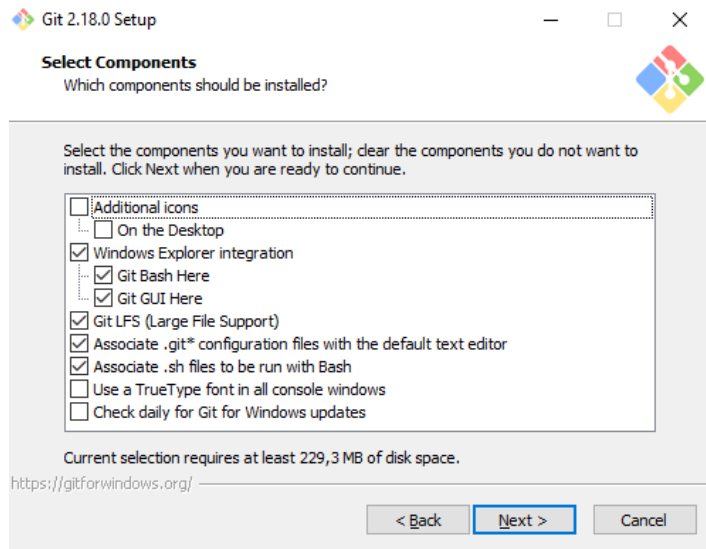 Git 2.18.0 Setup
Select Components
Which components should be installed?
Select the components you want to install; clear the components you do not want to
install. Click Next when you are ready to continue.
Additional icons
On the Desktop
Windows Explorer integration
Git Bash Here
Git GUI Here
Git LFS (Large File Support)
Associate .git* configuration files with the default text editor
Associate .sh files to be run with Bash
Use a TrueType font in all console windows
Check daily for Git for Windows updates
Current selection requires at least 229,3 MB of disk space.
https://gitforwindows.org/
< Back Next > Cancel